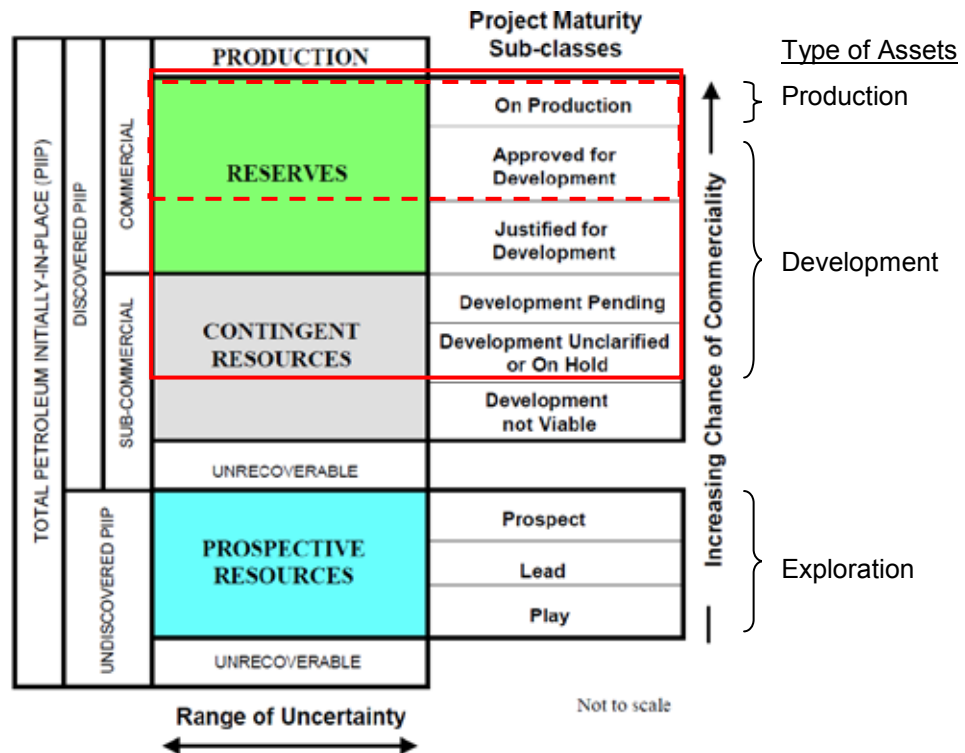 Project Maturity
Sub-classes
Type of Assets
TOTAL PETROLEUM INITIALLY-IN-PLACE (PIIP)
DISCOVERED PIIP
UNDISCOVERED PIIP
COMMERCIAL
SUB-COMMERCIAL
PRODUCTION
RESERVES
CONTINGENT
RESOURCES
UNRECOVERABLE
PROSPECTIVE
RESOURCES
UNRECOVERABLE
On Production
Approved for
Development
Justified for
Development
Development Pending
Development Unclarified
or On Hold
Development
not Viable
Prospect
Lead
Play
Increasing Chance of Commerciality
Production
Development
Exploration
Range of Uncertainty
Not to scale